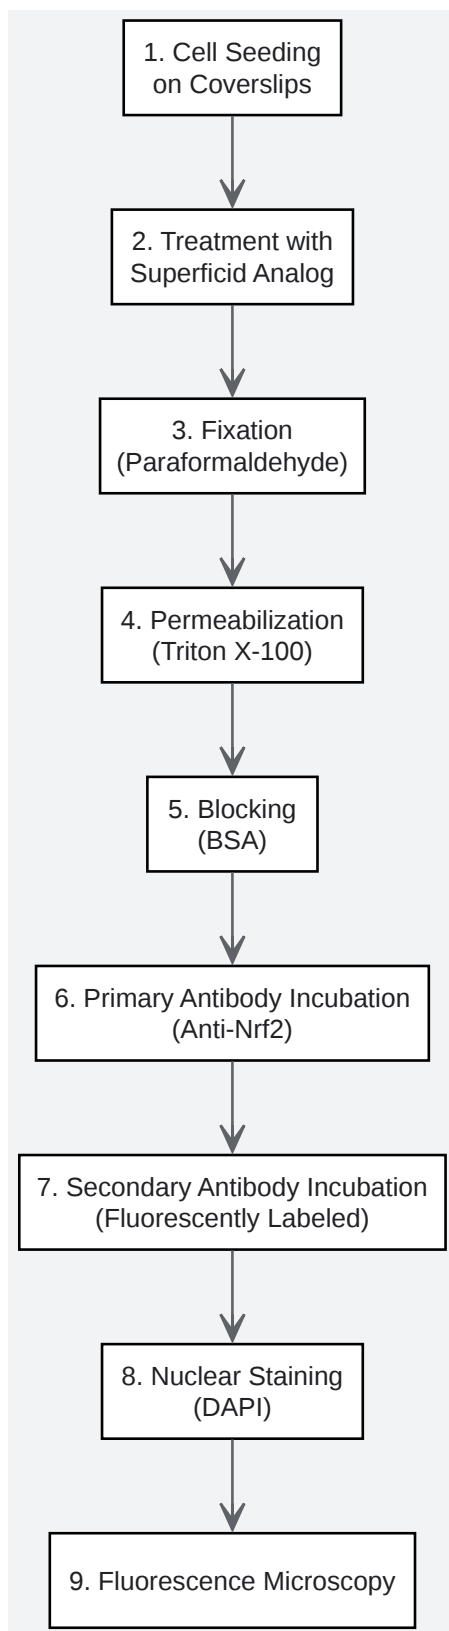 1. Cell Seeding
on Coverslips
2. Treatment with
Superficid Analog
3. Fixation
(Paraformaldehyde)
4. Permeabilization
(Triton X-100)
5. Blocking
(BSA)
6. Primary Antibody Incubation
(Anti-Nrf2)
7. Secondary Antibody Incubation
(Fluorescently Labeled)
8. Nuclear Staining
(DAPI)
9. Fluorescence Microscopy